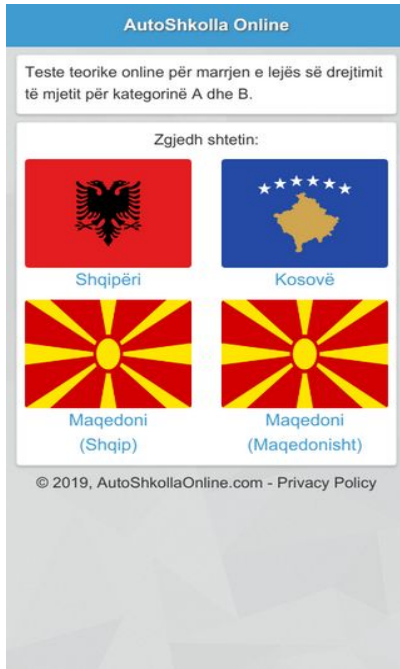 AutoShkolla Online
Teste teorike online për marrjen e lejës së drejtimit
të mjetit për kategorinë A dhe B.
Zgjedh shtetin:
Shqipëri
Kosovë
Maqedoni
(Shqip)
Maqedoni
(Maqedonisht)
© 2019, AutoShkollaOnline.com - Privacy Policy